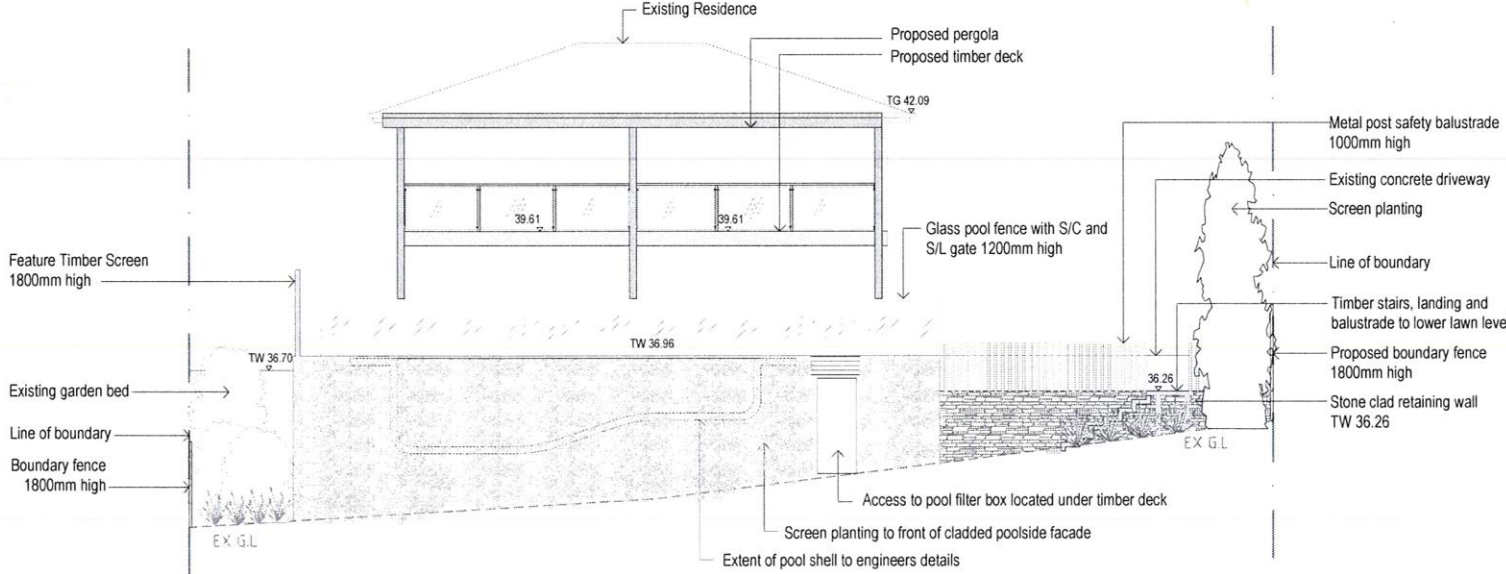 Existing Residence
Proposed pergola
Proposed timber deck
TG 42.09
Metal post safety balustrade
1000mm high
Existing concrete driveway
Screen planting
39.61
39.61
Glass pool fence with S/C and
S/L gate 1200mm high
Feature Timber Screen
1800mm high
Line of boundary
Timber stairs, landing and
balustrade to lower lawn leve
TW 36.96
TW 36.70
Proposed boundary fence
1800mm high
Existing garden bed
36.26
Stone clad retaining wall
TW 36.26
Line of boundary
EX G.L
Boundary fence
1800mm high
Access to pool filter box located under timber deck
Screen planting to front of cladded poolside facade
EX G.L
Extent of pool shell to engineers details